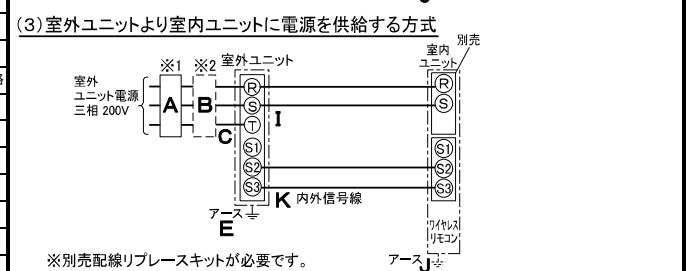 (3)室外ユニットより室内ユニットに電源を供給する方式
別売
※1 ※2 室外ユニット
室内
ユニット
室外
ユニット電源
三相 200V
A B C
R S T S1 S2 S3
I
R S
S1 S2 S3
K 内外信号線
アース
E
ワイヤレス
リモコン
アース J
※別売配線リプレースキットが必要です。